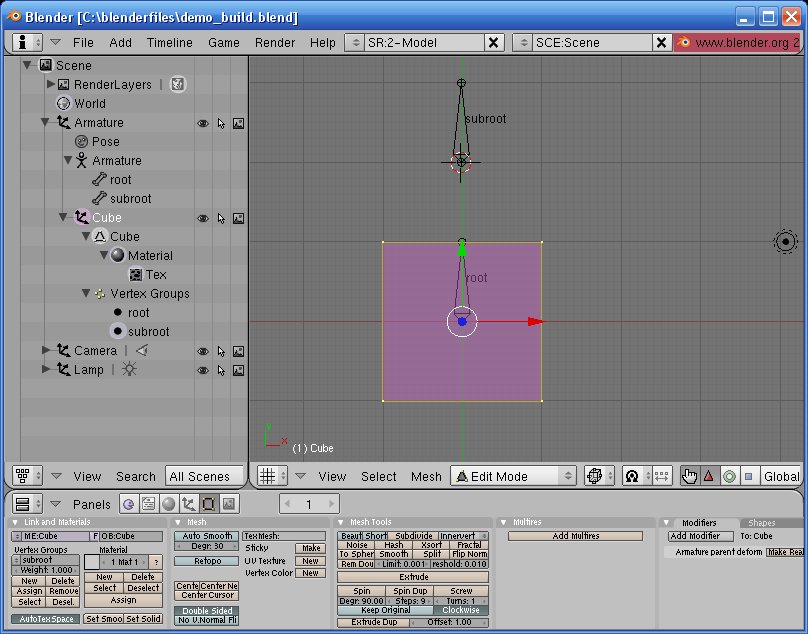 Blender [C:\blenderfiles\demo_build.blend]
File Add Timeline Game Render Help SR:2-Model SCE:Scene www.blender.org 2
Scene
RenderLayers
World
Armature
Pose
Armature
root
subroot
Cube
Cube
Material
Tex
Vertex Groups
root
subroot
Camera
Lamp
subroot
root
y
x
(1) Cube
View Search All Scenes
View Select Mesh Edit Mode Global
Panels 1
Link and Materials
ME:Cube F OB:Cube
Vertex Groups Material
subroot
Weight: 1.000
1 Mat 1 ?
New Delete New Delete
Assign Remove Select Deselect
Select Desel. Assign
AutoTexSpace Set Smoo Set Solid
Mesh
Auto Smooth TexMesh:
Degr: 30 Sticky Make
Retopo UV Texture New
Vertex Color New
Cente Center Ne
Center Cursor
Double Sided
No V.Normal Fli
Mesh Tools
Beaut Short Subdivide Innervert
Noise Hash Xsort Fractal
To Spher Smooth Split Flip Norm
Rem Dou Limit: 0.001 reshold: 0.010
Extrude
Spin Spin Dup Screw
Degr: 90.00 Steps: 9 Turns: 1
Keep Original Clockwise
Extrude Dup Offset: 1.00
Multires
Add Multires
Modifiers Shapes
Add Modifier To: Cube
Armature parent deform Make Real